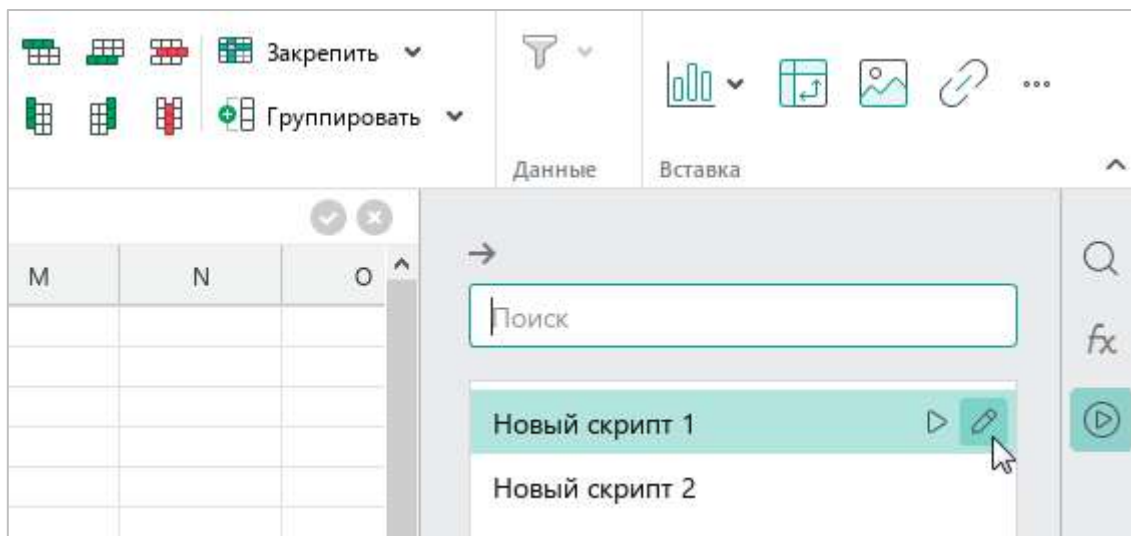 Закрепить
Группировать
Данные
Вставка
M N O
Поиск
fx
Новый скрипт 1
Новый скрипт 2